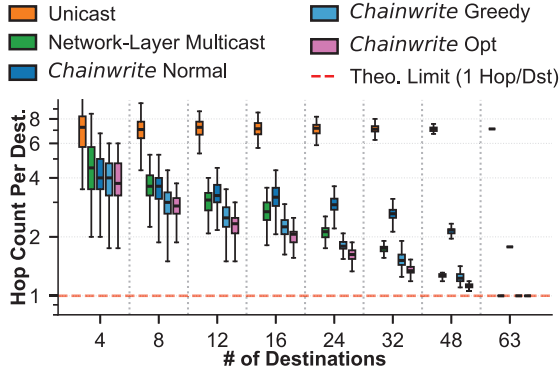 Unicast
Network-Layer Multicast
Chainwrite Normal
Chainwrite Greedy
Chainwrite Opt
Theo. Limit (1 Hop/Dst)
Hop Count Per Dest.
8
6
4
2
1
4 8 12 16 24 32 48 63
# of Destinations